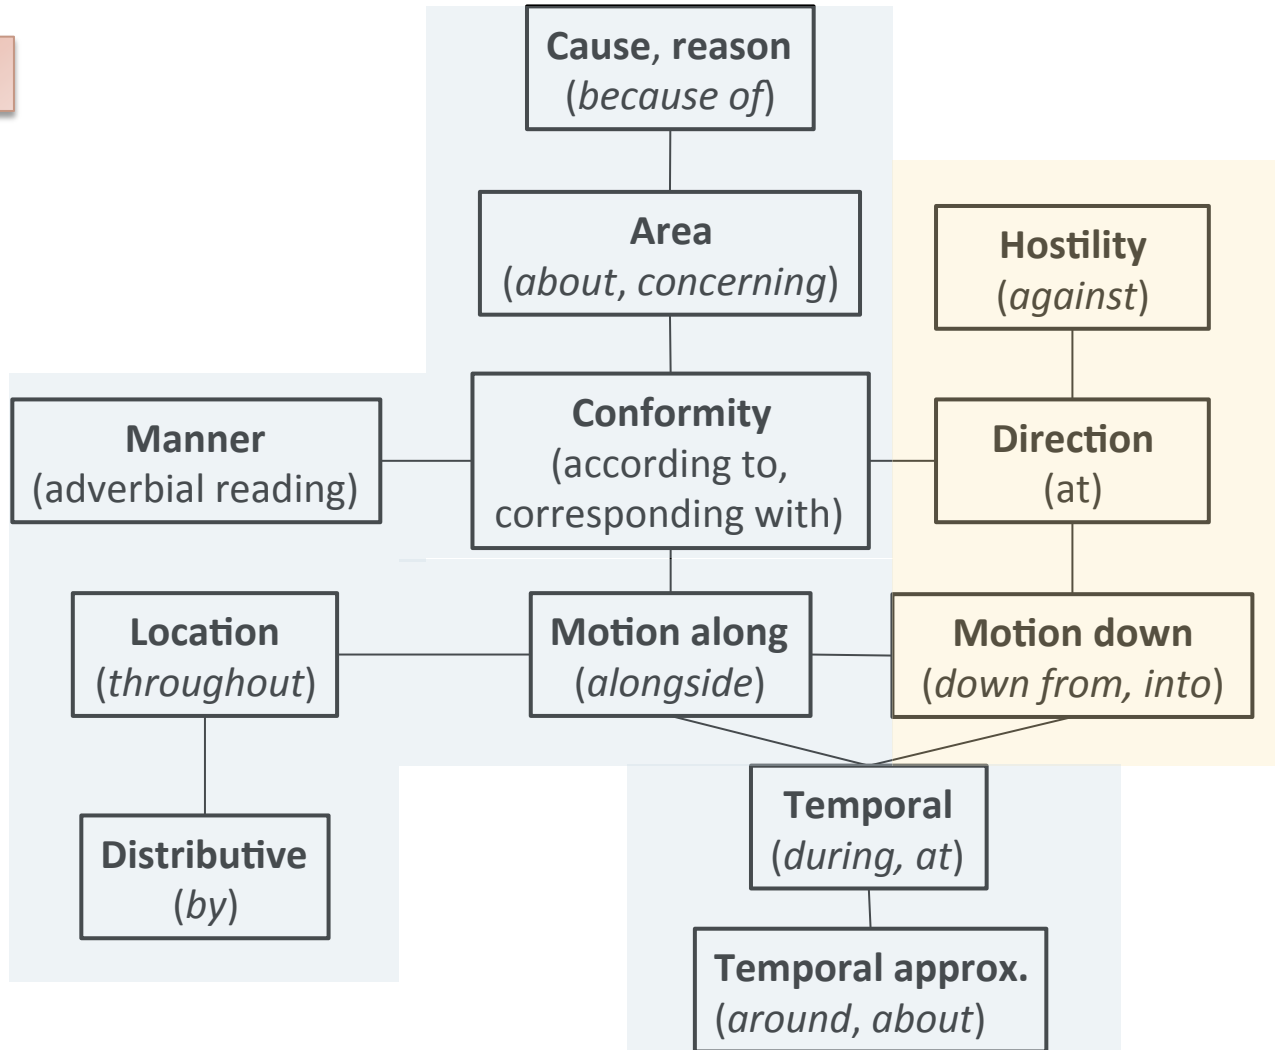 Cause, reason
(because of)
Area
(about, concerning)
Hostility
(against)
Manner
(adverbial reading)
Conformity
(according to,
corresponding with)
Direction
(at)
Location
(throughout)
Motion along
(alongside)
Motion down
(down from, into)
Distributive
(by)
Temporal
(during, at)
Temporal approx.
(around, about)